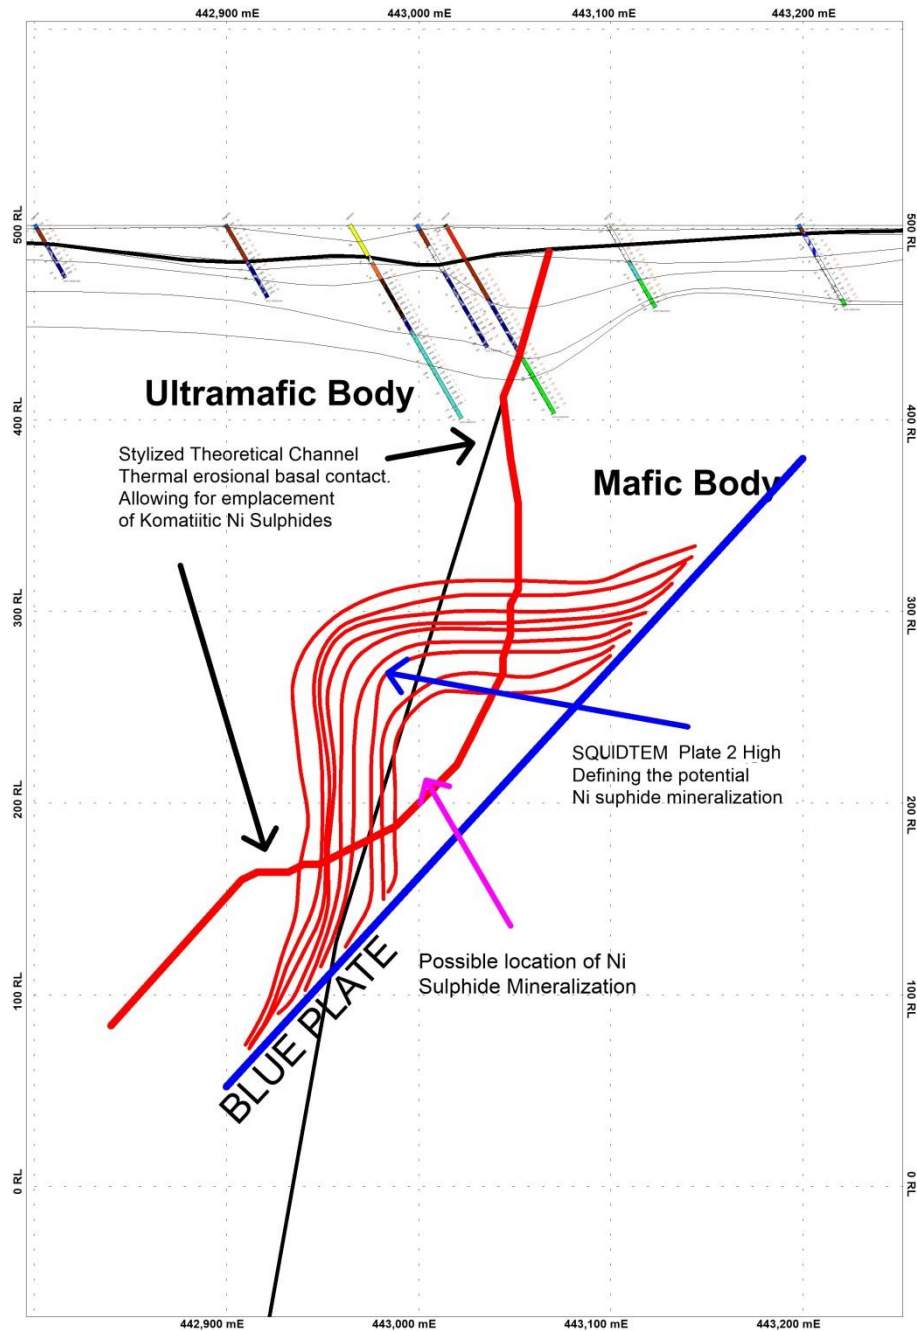 442,900 mE
443,000 mE
443,100 mE
443,200 mE
500 RL
500 RL
Ultramafic Body
400 RL
400 RL
Stylized Theoretical Channel
Thermal erosional basal contact.
Allowing for emplacement
of Komatiitic Ni Sulphides
Mafic Body
300 RL
300 RL
SQUIDTEM Plate 2 High
Defining the potential
Ni suphide mineralization
200 RL
200 RL
Possible location of Ni
Sulphide Mineralization
BLUE PLATE
100 RL
100 RL
0 RL
0 RL
442,900 mE
443,000 mE
443,100 mE
443,200 mE